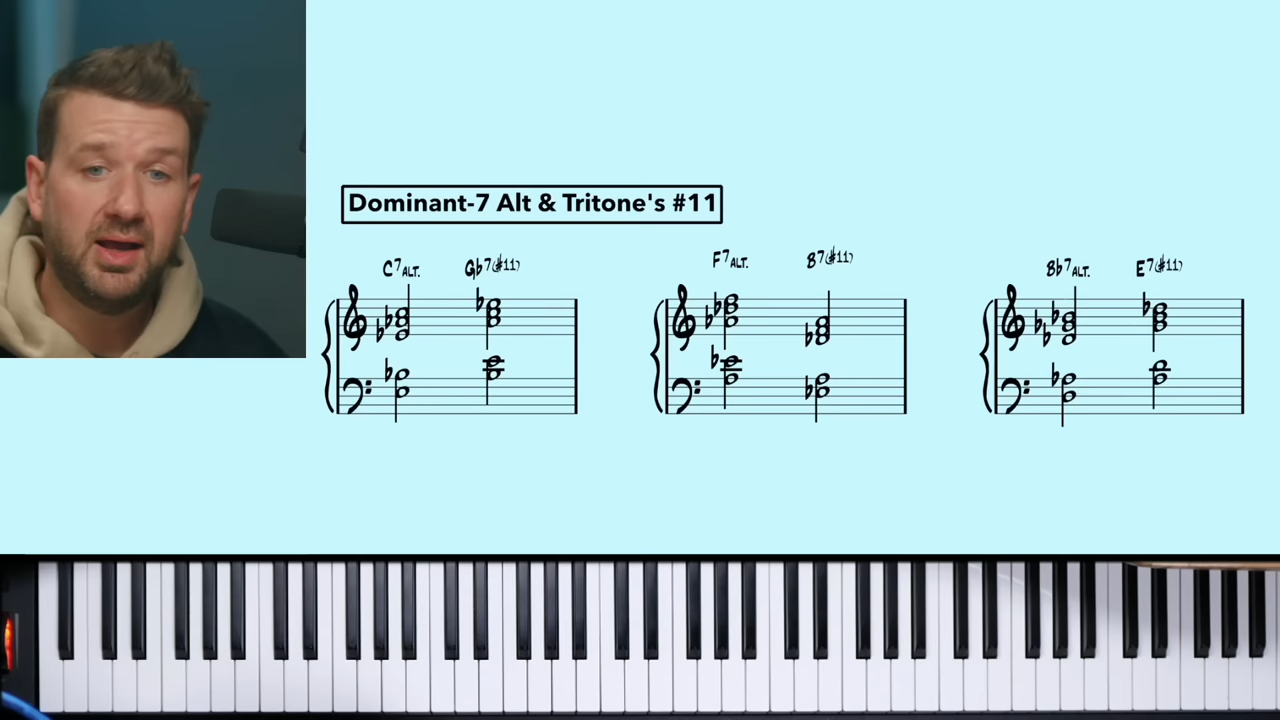 Dominant-7 Alt & Tritone's #11
C7ALT. Gb7(#11) F7ALT. B7(#11) Bb7ALT. E7(#11)